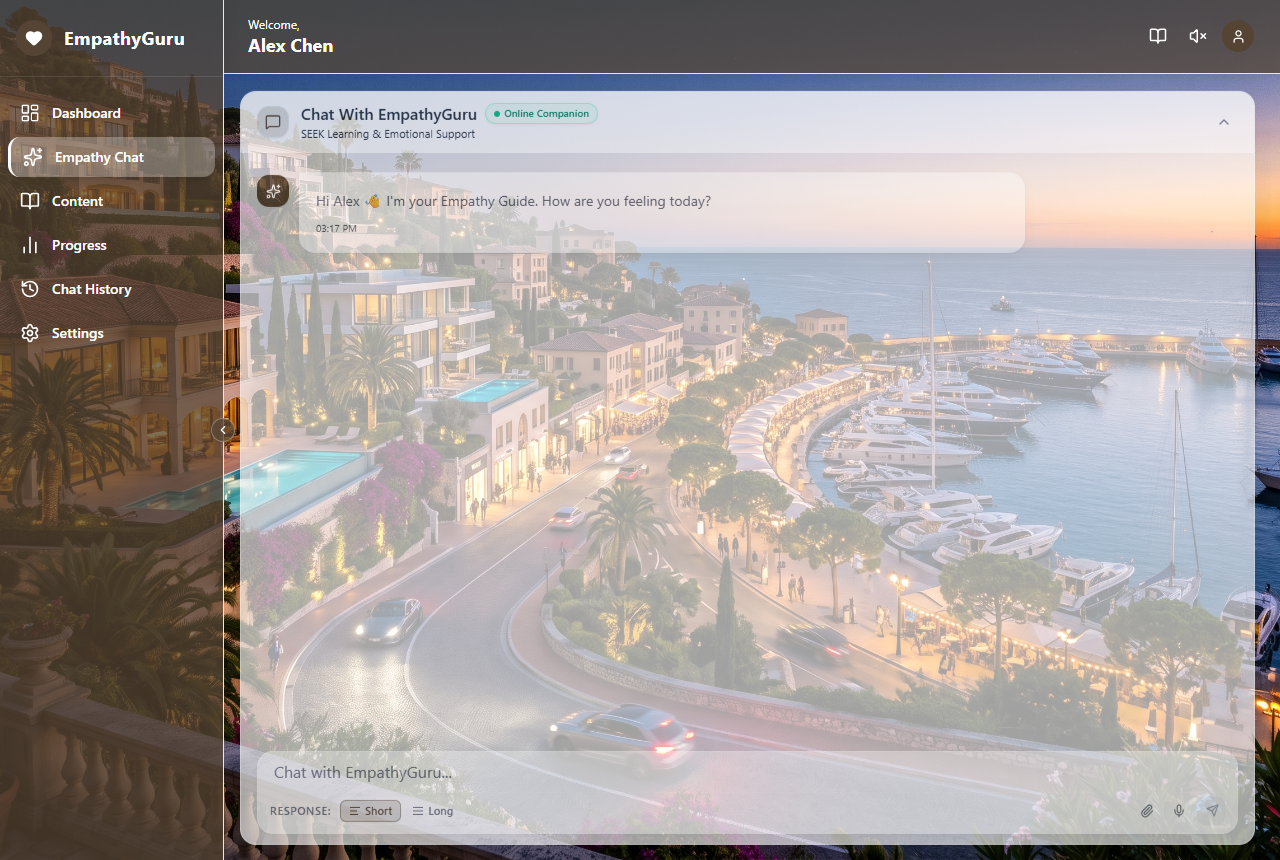 EmpathyGuru
Dashboard
Empathy Chat
Content
Progress
Chat History
Settings
Welcome,
Alex Chen
Chat With EmpathyGuru
Online Companion
SEEK Learning & Emotional Support
Hi Alex 👋 I'm your Empathy Guide. How are you feeling today?
03:17 PM
Chat with EmpathyGuru...
RESPONSE: Short Long